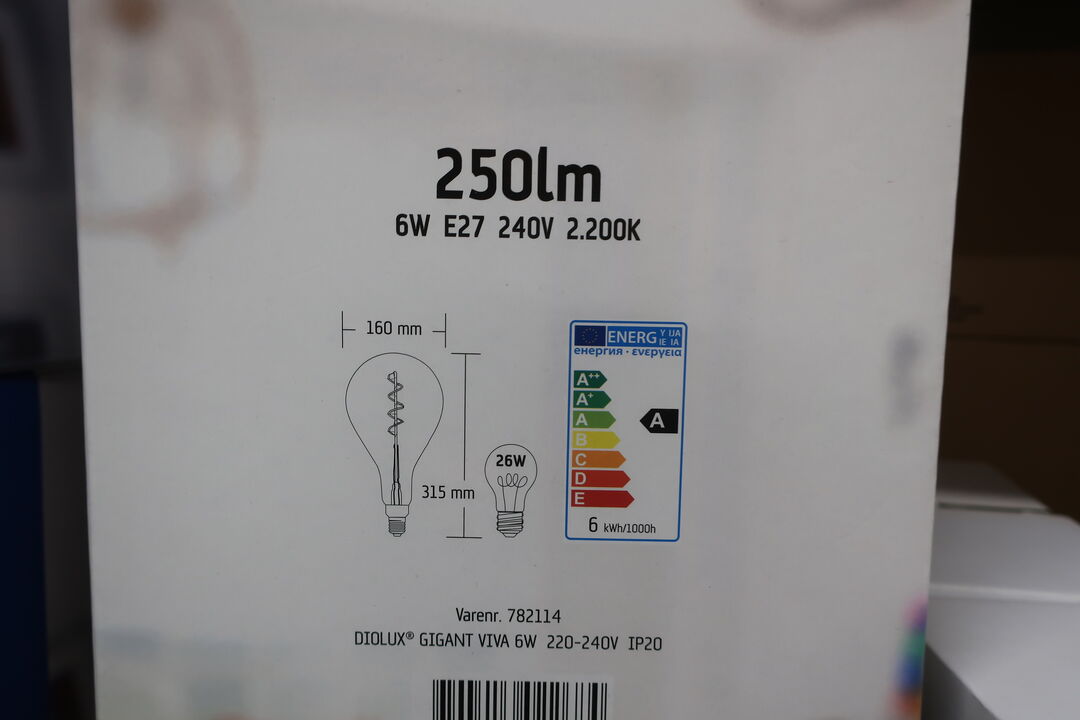 250lm
6W E27 240V 2.200K
160 mm
315 mm
26W
ENERG Y IJA
IE IA
енергия · ενεργεια
A++
A+
A
A
B
C
D
E
6 kWh/1000h
Varenr. 782114
DIOLUX® GIGANT VIVA 6W 220-240V IP20